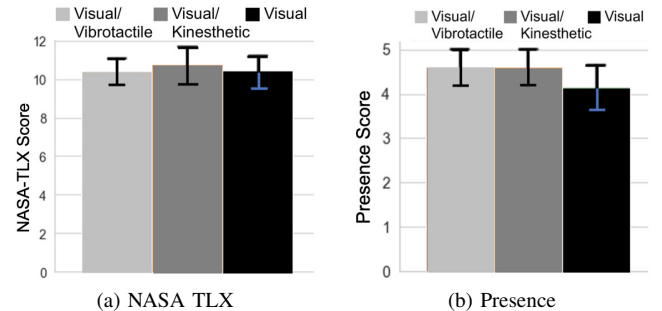 Visual/ Vibrotactile
Visual/ Kinesthetic
Visual
NASA-TLX Score
12
10
8
6
4
2
0
(a) NASA TLX
Visual/ Vibrotactile
Visual/ Kinesthetic
Visual
Presence Score
5
4
3
2
1
0
(b) Presence